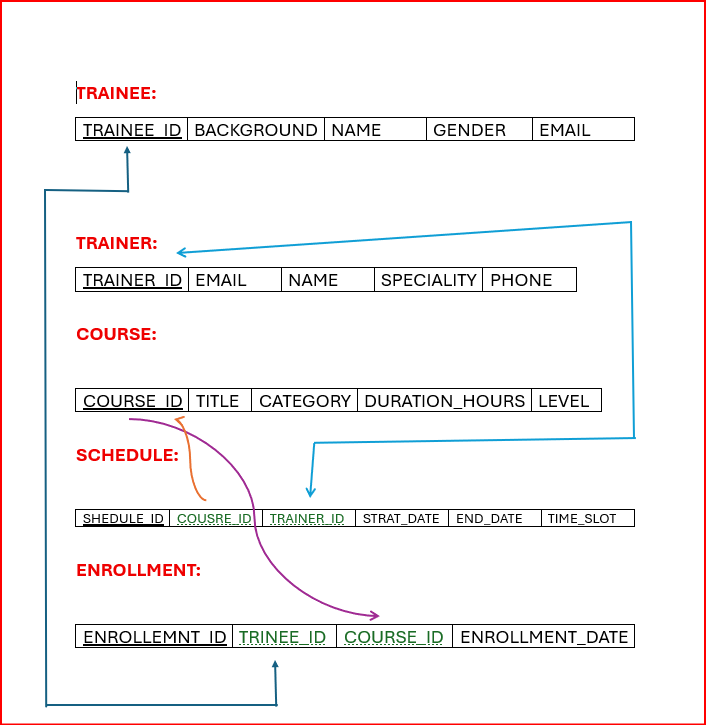 TRAINEE:
TRAINEE_ID BACKGROUND NAME GENDER EMAIL
TRAINER:
TRAINER_ID EMAIL NAME SPECIALITY PHONE
COURSE:
COURSE_ID TITLE CATEGORY DURATION_HOURS LEVEL
SCHEDULE:
SHEDULE_ID COUSRE_ID TRAINER_ID STRAT_DATE END_DATE TIME_SLOT
ENROLLMENT:
ENROLLEMNT_ID TRINEE_ID COURSE_ID ENROLLMENT_DATE